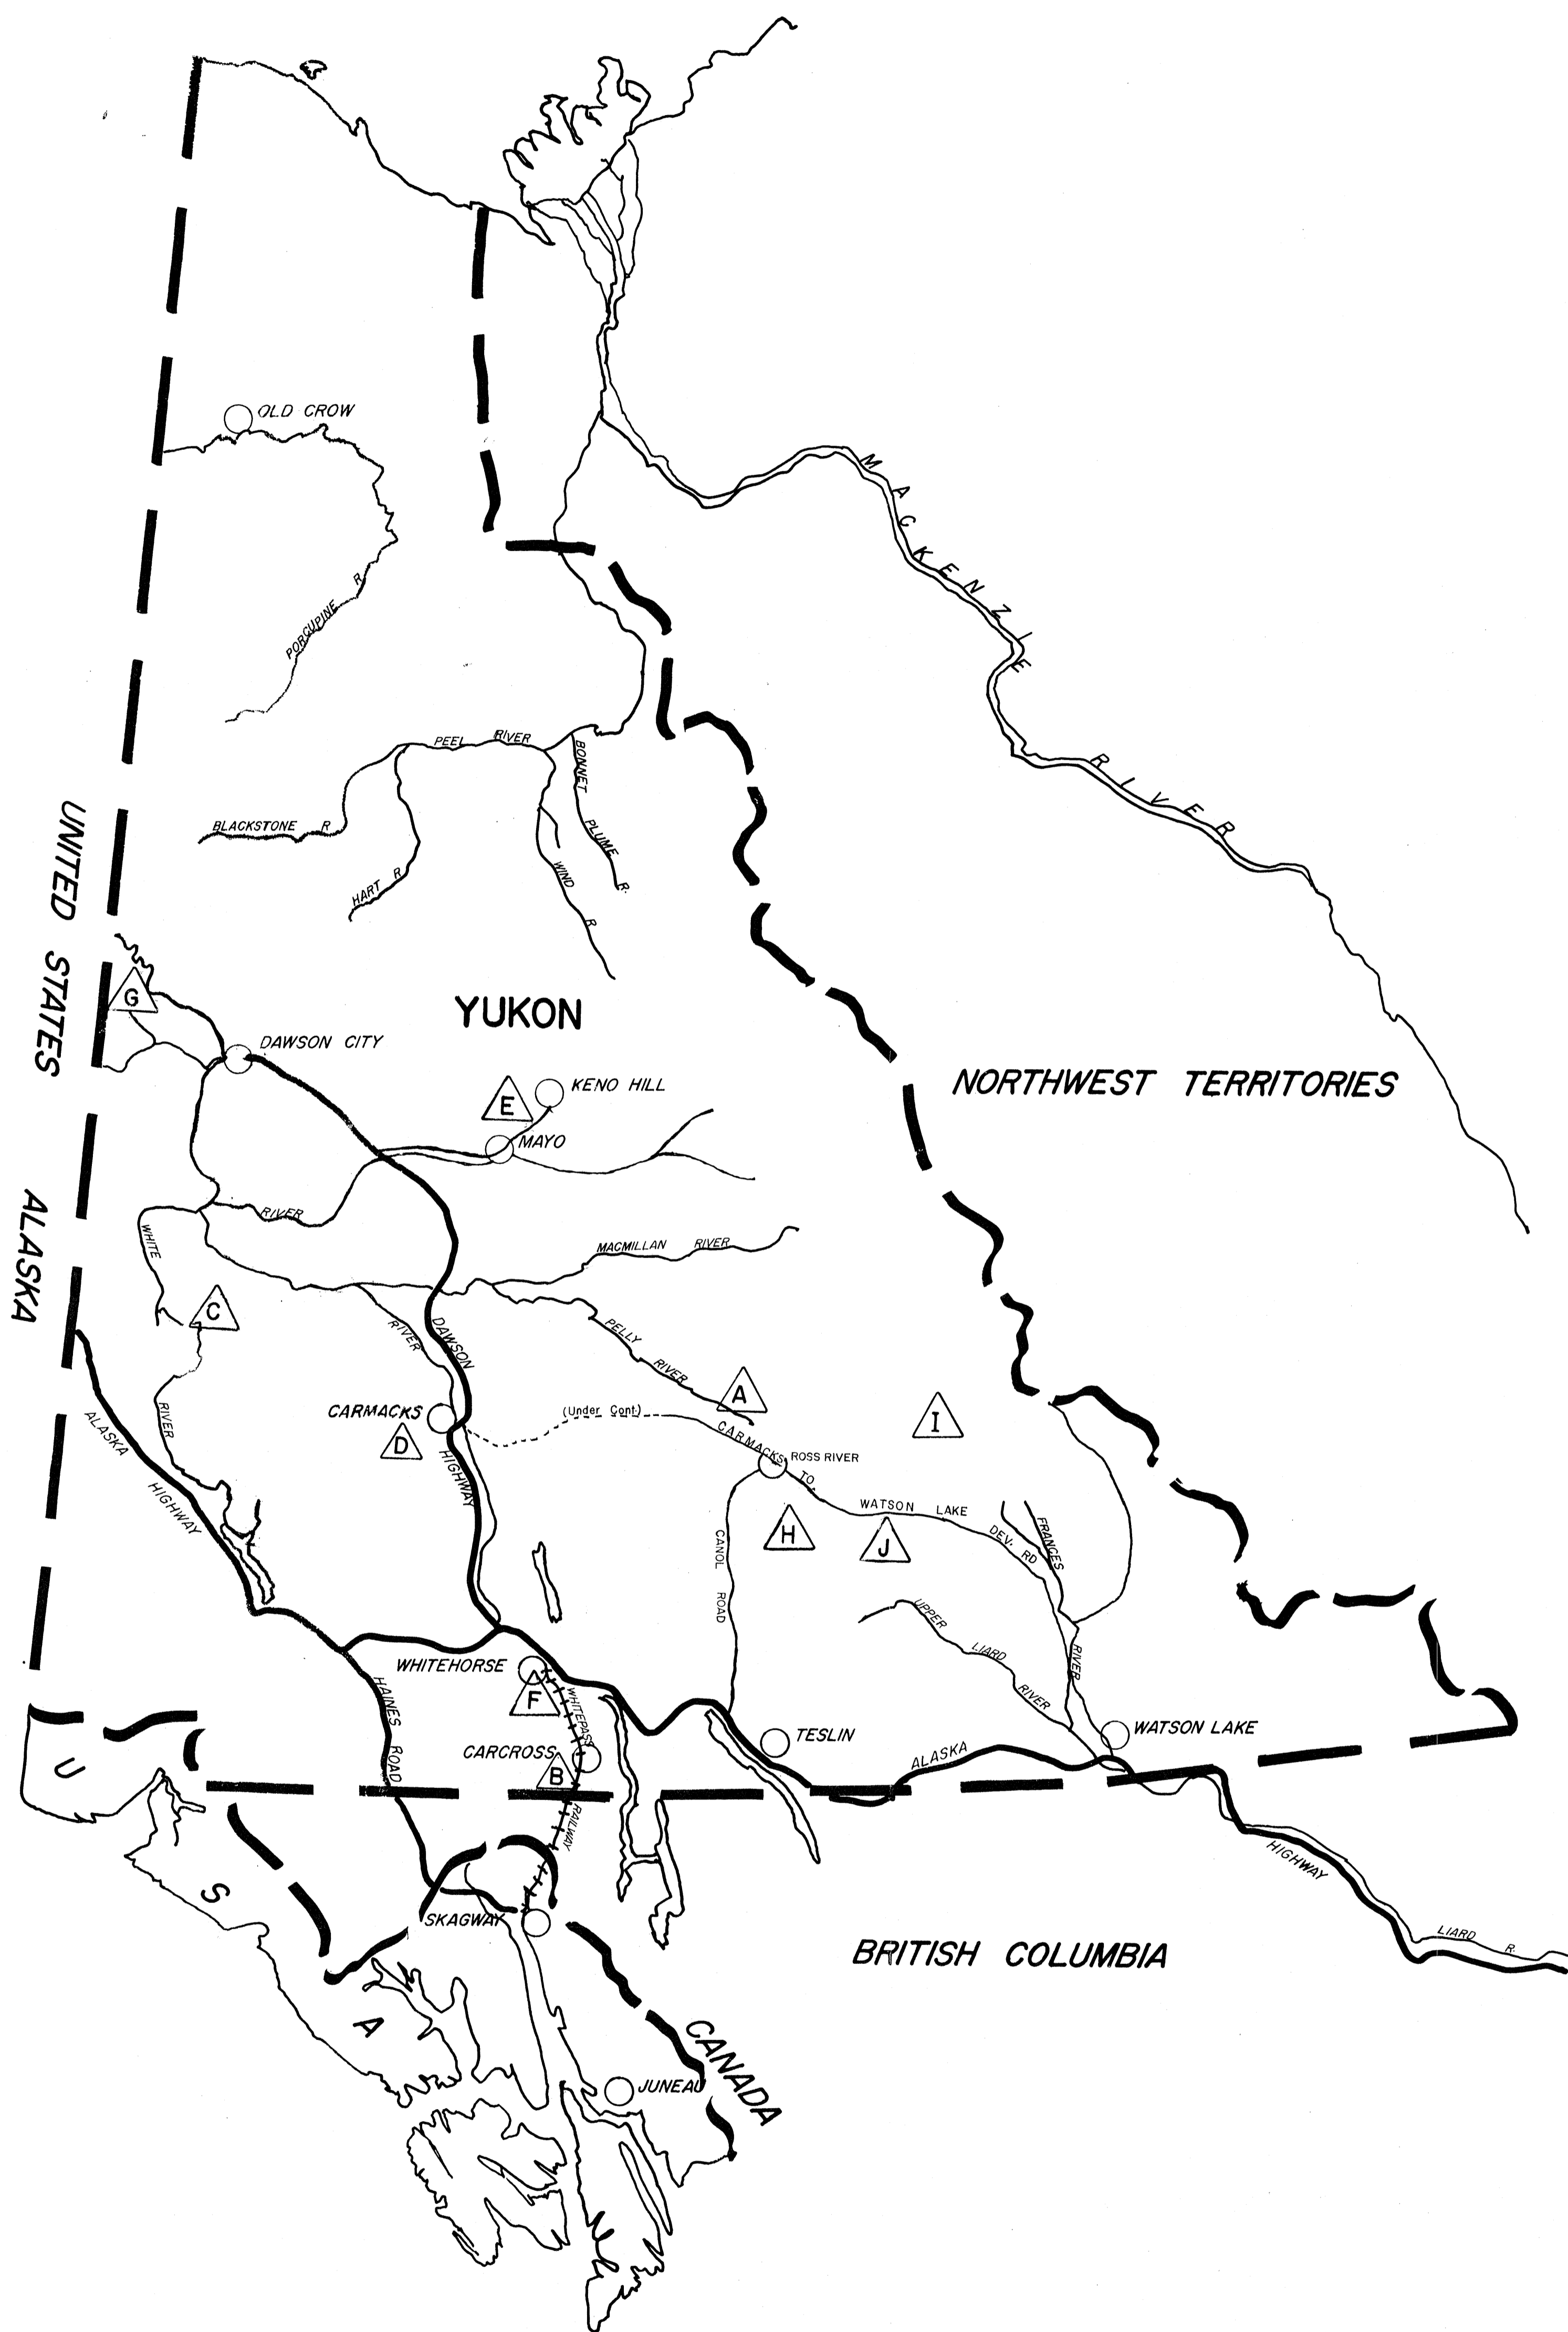 OLD CROW
MACKENZIE
RIVER
PORCUPINE R
PEEL RIVER
BONNET
PLUME R.
BLACKSTONE R
HART R
WIND R
UNITED STATES
ALASKA
G
YUKON
DAWSON CITY
NORTHWEST TERRITORIES
E
KENO HILL
MAYO
RIVER
WHITE
MACMILLAN RIVER
C
RIVER
DAWSON
HIGHWAY
PELLY
RIVER
A
I
CARMACKS
D
(Under Cont.)
CARMACKS
ROSS RIVER
TO
WATSON LAKE
DEV. RD
FRANCES
RIVER
ALASKA
HIGHWAY
RIVER
H
J
CANOL ROAD
UPPER
LIARD
RIVER
WHITEHORSE
F
WHITEPASS
RAILWAY
HAINES ROAD
CARCROSS
B
TESLIN
WATSON LAKE
ALASKA
HIGHWAY
U
S
A
SKAGWAY
BRITISH COLUMBIA
LIARD R.
CANADA
JUNEAU